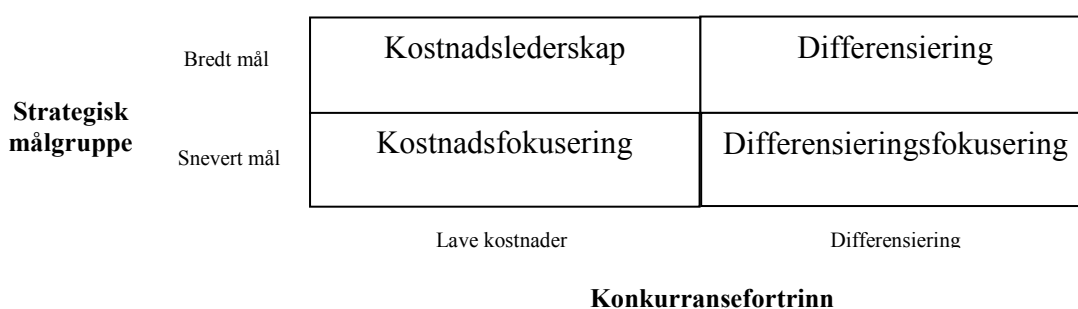 Bredt mål
Kostnadslederskap
Differensiering
Strategisk
målgruppe
Snevert mål
Kostnadsfokusering
Differensieringsfokusering
Lave kostnader
Differensiering
Konkurransefortrinn